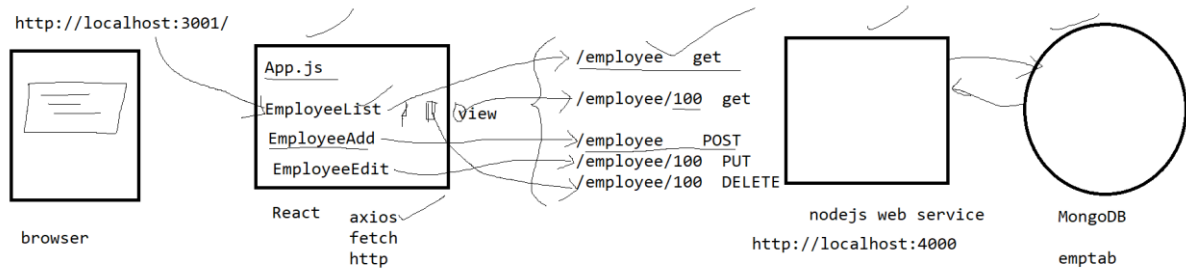 http://localhost:3001/
browser
App.js
EmployeeList
view
EmployeeAdd
EmployeeEdit
React
axios
fetch
http
/employee get
/employee/100 get
/employee POST
/employee/100 PUT
/employee/100 DELETE
nodejs web service
http://localhost:4000
MongoDB
emptab